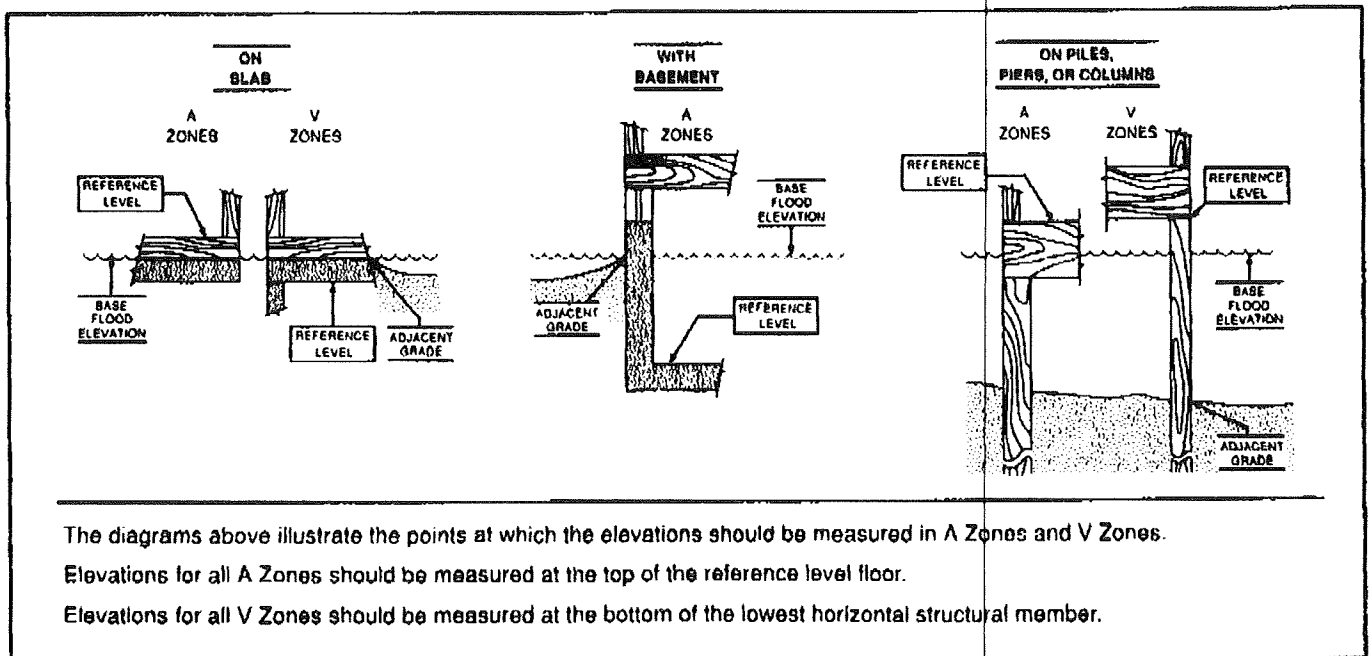 ON
SLAB
A
ZONES
V
ZONES
REFERENCE
LEVEL
BASE
FLOOD
ELEVATION
REFERENCE
LEVEL
ADJACENT
GRADE
WITH
BASEMENT
A
ZONES
BASE
FLOOD
ELEVATION
ADJACENT
GRADE
REFERENCE
LEVEL
ON PILES,
PIERS, OR COLUMNS
A
ZONES
V
ZONES
REFERENCE
LEVEL
REFERENCE
LEVEL
BASE
FLOOD
ELEVATION
ADJACENT
GRADE
The diagrams above illustrate the points at which the elevations should be measured in A Zones and V Zones.
Elevations for all A Zones should be measured at the top of the reference level floor.
Elevations for all V Zones should be measured at the bottom of the lowest horizontal structural member.